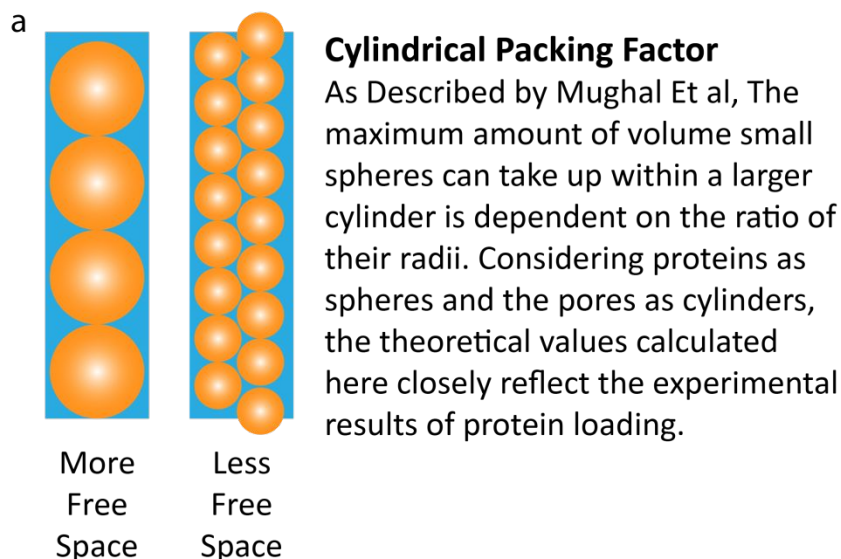 a
Cylindrical Packing Factor
As Described by Mughal Et al, The
maximum amount of volume small
spheres can take up within a larger
cylinder is dependent on the ratio of
their radii. Considering proteins as
spheres and the pores as cylinders,
the theoretical values calculated
here closely reflect the experimental
results of protein loading.
More
Free
Space
Less
Free
Space